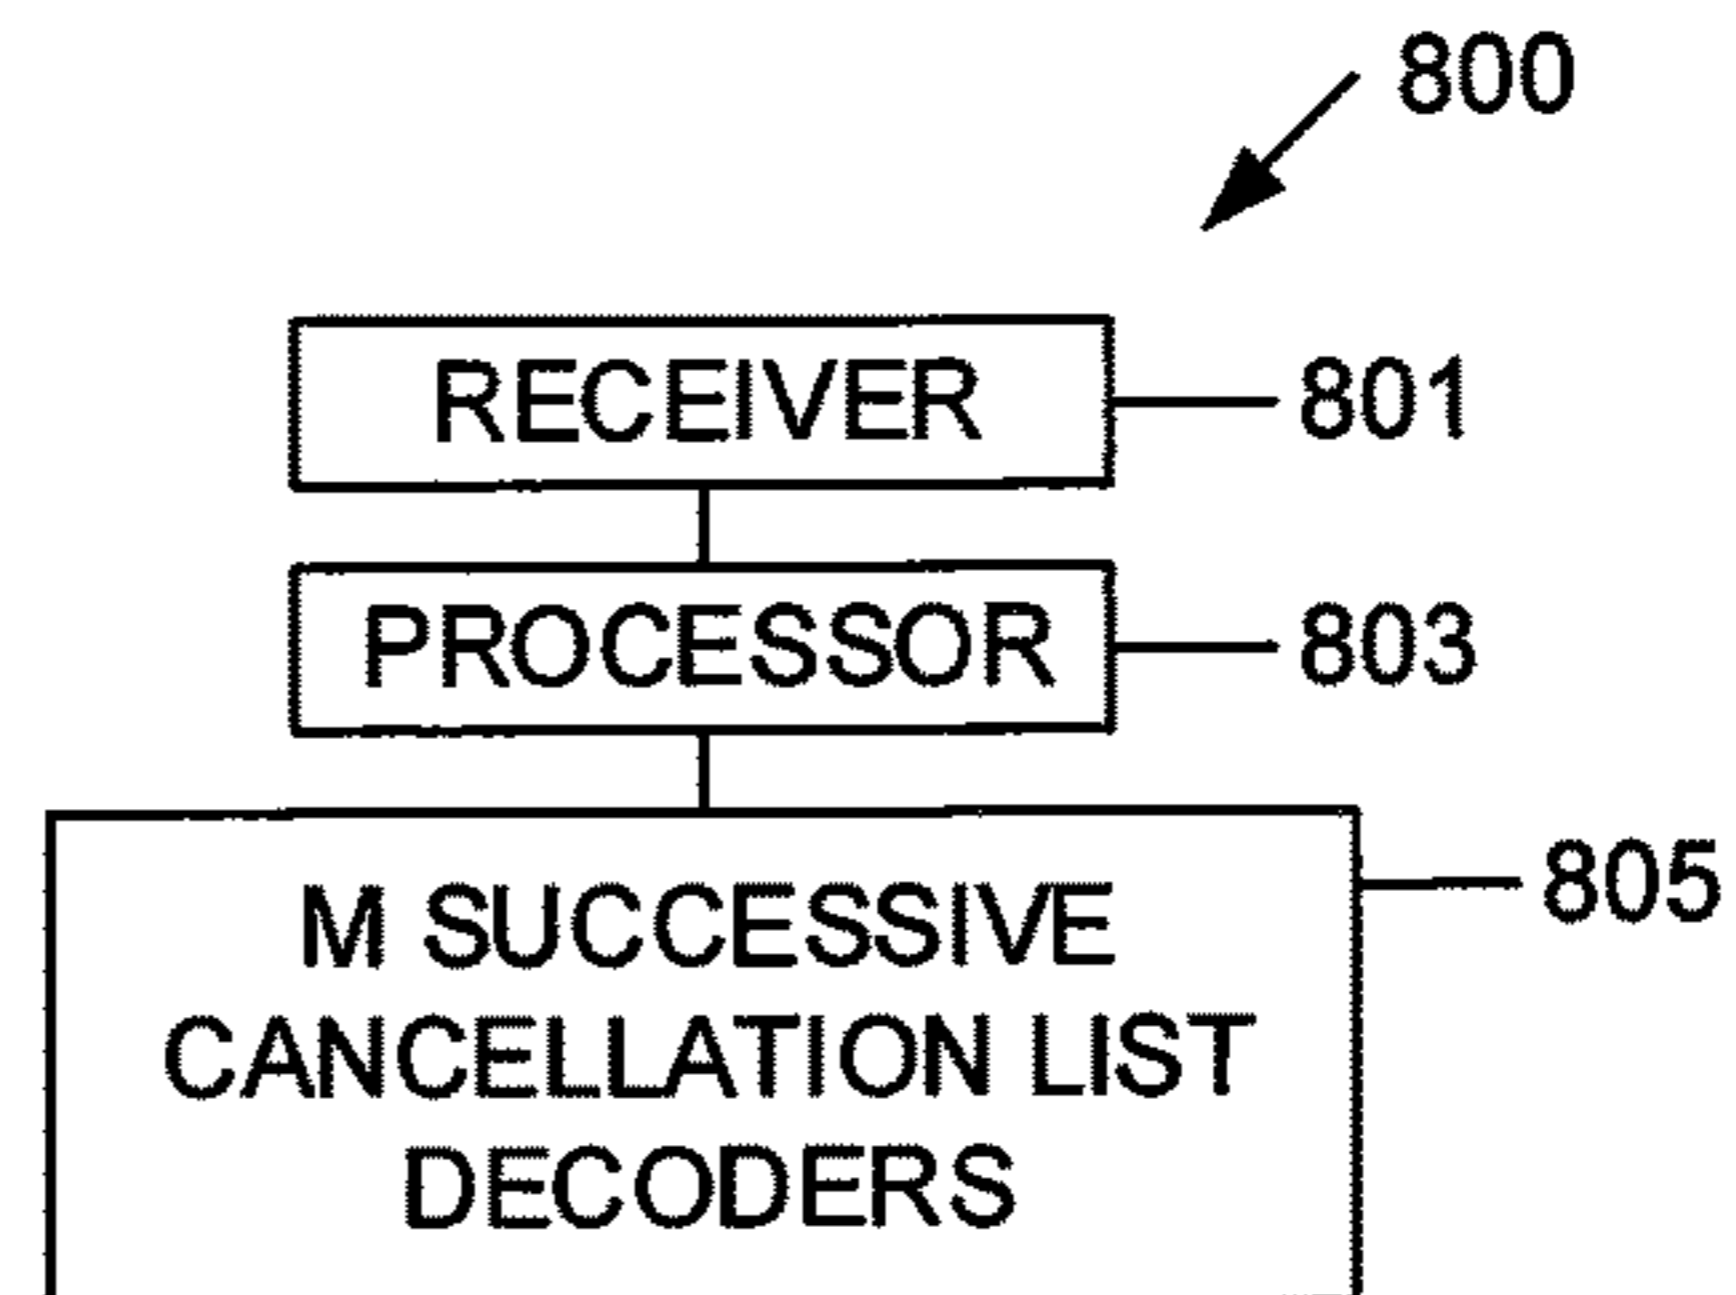 800
RECEIVER
801
PROCESSOR
803
M SUCCESSIVE
CANCELLATION LIST
DECODERS
805